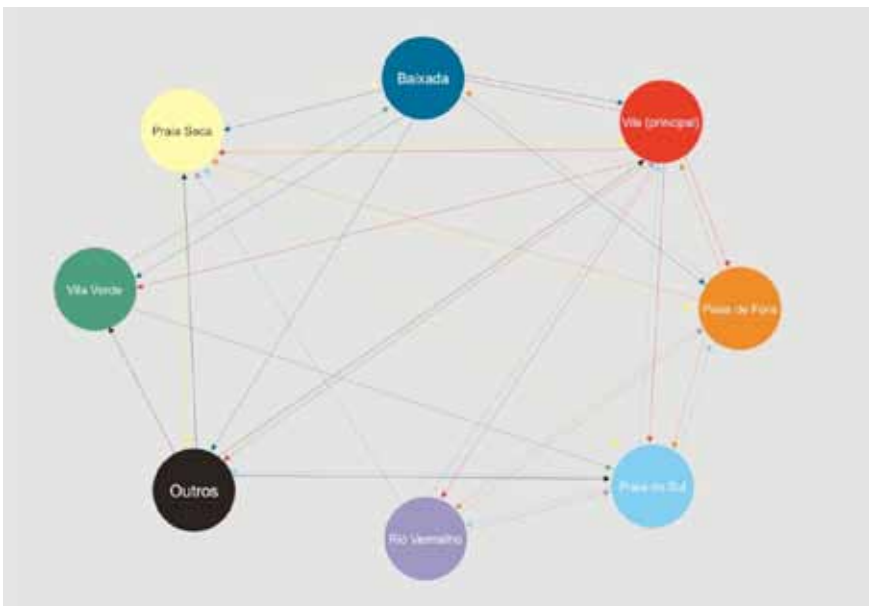 Baixada
Vila (principal)
Praia Seca
Vila Verde
Praia de Fora
Outros
Praia do Sul
Rio Vermelho